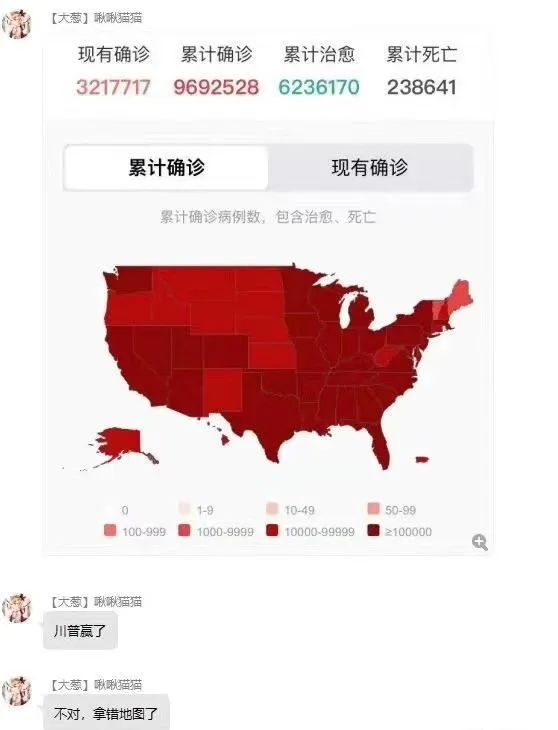 【大葱】啾啾猫猫
现有确诊 累计确诊 累计治愈 累计死亡
3217717 9692528 6236170 238641
累计确诊 现有确诊
累计确诊病例数，包含治愈、死亡
0 1-9 10-49 50-99
100-999 1000-9999 10000-99999 ≥100000
【大葱】啾啾猫猫
川普赢了
【大葱】啾啾猫猫
不对，拿错地图了